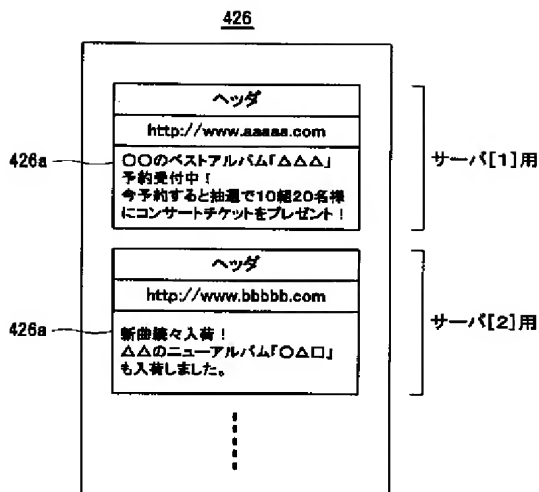 426
ヘッダ
http://www.aaaaa.com
426a
〇〇のベストアルバム「△△△」
予約受付中!
今予約すると抽選で10組20名様
にコンサートチケットをプレゼント!
サーバ[1]用
ヘッダ
http://www.bbbbb.com
426a
新曲続々入荷!
△△のニューアルバム「〇△□」
も入荷しました。
サーバ[2]用